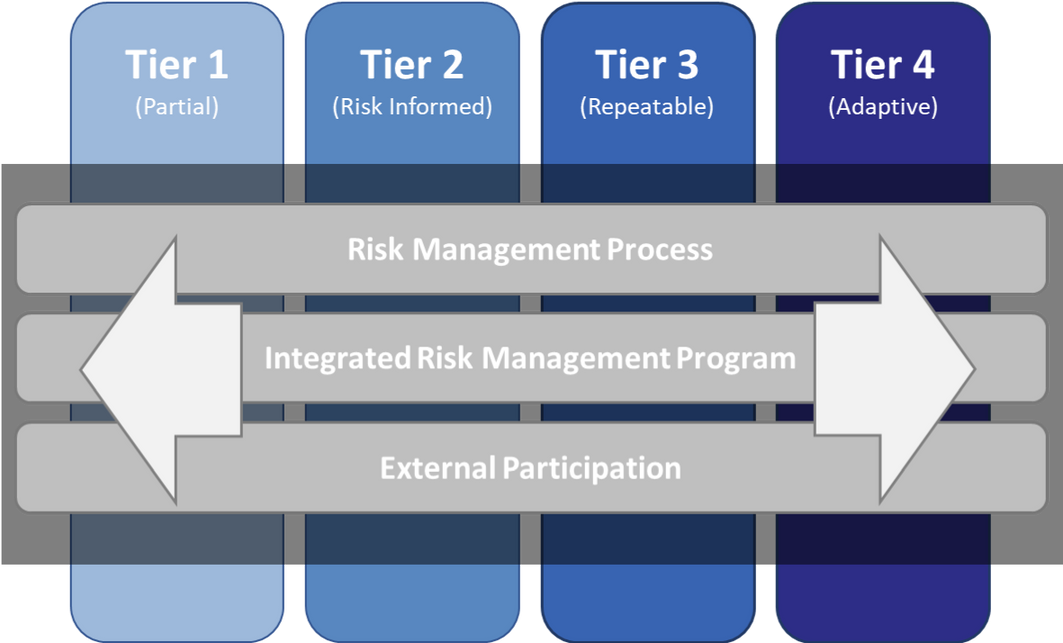 Tier 1
(Partial)
Tier 2
(Risk Informed)
Tier 3
(Repeatable)
Tier 4
(Adaptive)
Risk Management Process
Integrated Risk Management Program
External Participation